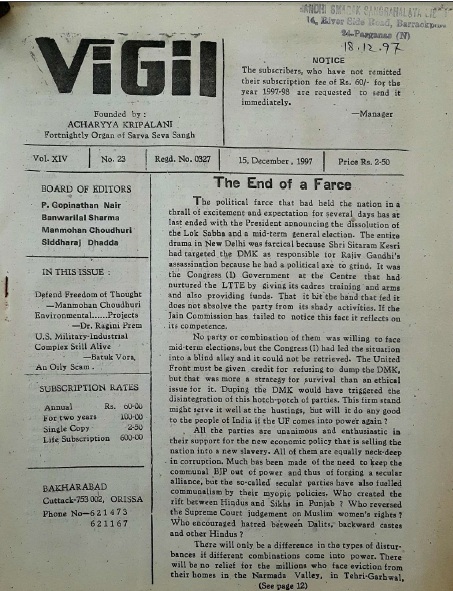 GANDHI SMARAK SANGRAHALAYA
14, River Side Road, Barrackpore
24-Parganas (N)
18.12.97
ViGil
Founded by :
ACHARYYA KRIPALANI
Fortnightly Organ of Sarva Seva Sangh
NOTICE
The subscribers, who have not remitted
their subscription fee of Rs. 60/- for the
year 1997-98 are requested to send it
immediately.
—Manager
Vol. XIV | No. 23 | Regd. No. 0327 | 15, December, 1997 | Price Rs. 2-50
BOARD OF EDITORS
P. Gopinathan Nair
Banwarilal Sharma
Manmohan Choudhuri
Siddharaj Dhadda
IN THIS ISSUE :
Defend Freedom of Thought
—Manmohan Choudhuri
Environmental......Projects
—Dr. Ragini Prem
U.S. Military-Industrial
Complex Still Alive
—Batuk Vora,
An Oily Scam.
SUBSCRIPTION RATES
Annual Rs. 60-00
For two years 100-00
Single Copy 2-50
Life Subscription 600-00
BAKHARABAD
Cuttack-753 002, ORISSA
Phone No—621473
621167
The End of a Farce
The political farce that had held the nation in a
thrall of excitement and expectation for several days has at
last ended with the President announcing the dissolution of
the Lok Sabha and a mid-term general election. The entire
drama in New Delhi was farcical because Shri Sitaram Kesri
had targeted the DMK as responsible for Rajiv Gandhi's
assassination because he had a political axe to grind. It was
the Congress (I) Government at the Centre that had
nurtured the LTTE by giving its cadres training and arms
and also providing funds. That it bit the hand that fed it
does not absolve the party from its shady activities. If the
Jain Commission has failed to notice this fact it reflects on
its competence.
No party or combination of them was willing to face
mid-term elections, but the Congress (I) had led the situation
into a blind alley and it could not be retrieved. The United
Front must be given credit for refusing to dump the DMK,
but that was more a strategy for survival than an ethical
issue for it. Duping the DMK would have triggered the
disintegration of this hotch-potch of parties. This firm stand
might serve it well at the hustings, but will it do any good
to the people of India if the UF comes into power again ?
All the parties are unanimous and enthusiastic in
their support for the new economic policy that is selling the
nation into a new slavery. All of them are equally neck-deep
in corruption. Much has been made of the need to keep the
communal BJP out of power and thus of forging a secular
alliance, but the so-called secular parties have also fuelled
communalism by their myopic policies. Who created the
rift between Hindus and Sikhs in Punjab ? Who reversed
the Supreme Court judgement on Muslim women's rights ?
Who encouraged hatred between Dalits, backward castes
and other Hindus ?
There will only be a difference in the types of distur-
bances if different combinations come into power. There
will be no relief for the millions who face eviction from
their homes in the Narmada Valley, in Tehri-Garhwal,
(See page 12)